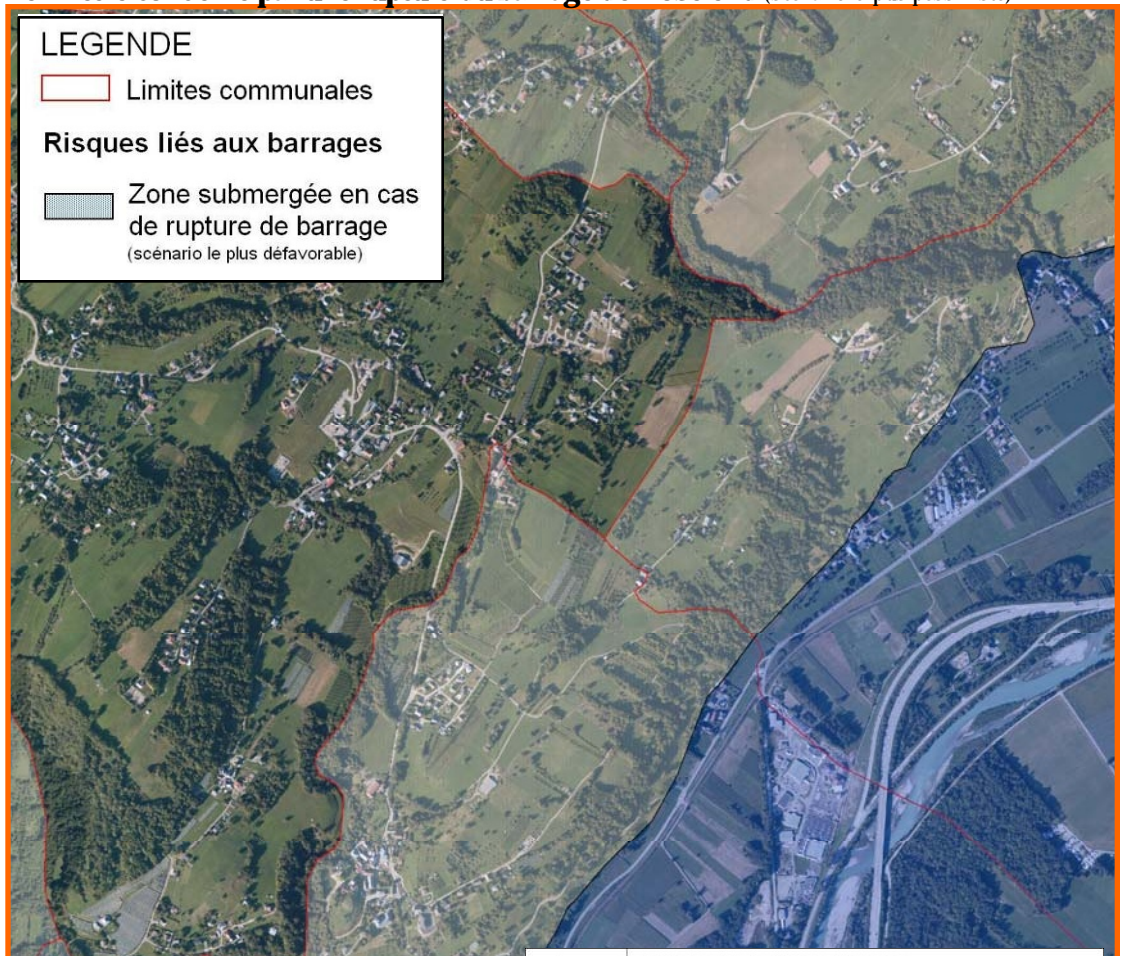 LEGENDE
Limites communales
Risques liés aux barrages
Zone submergée en cas
de rupture de barrage
(scénario le plus défavorable)